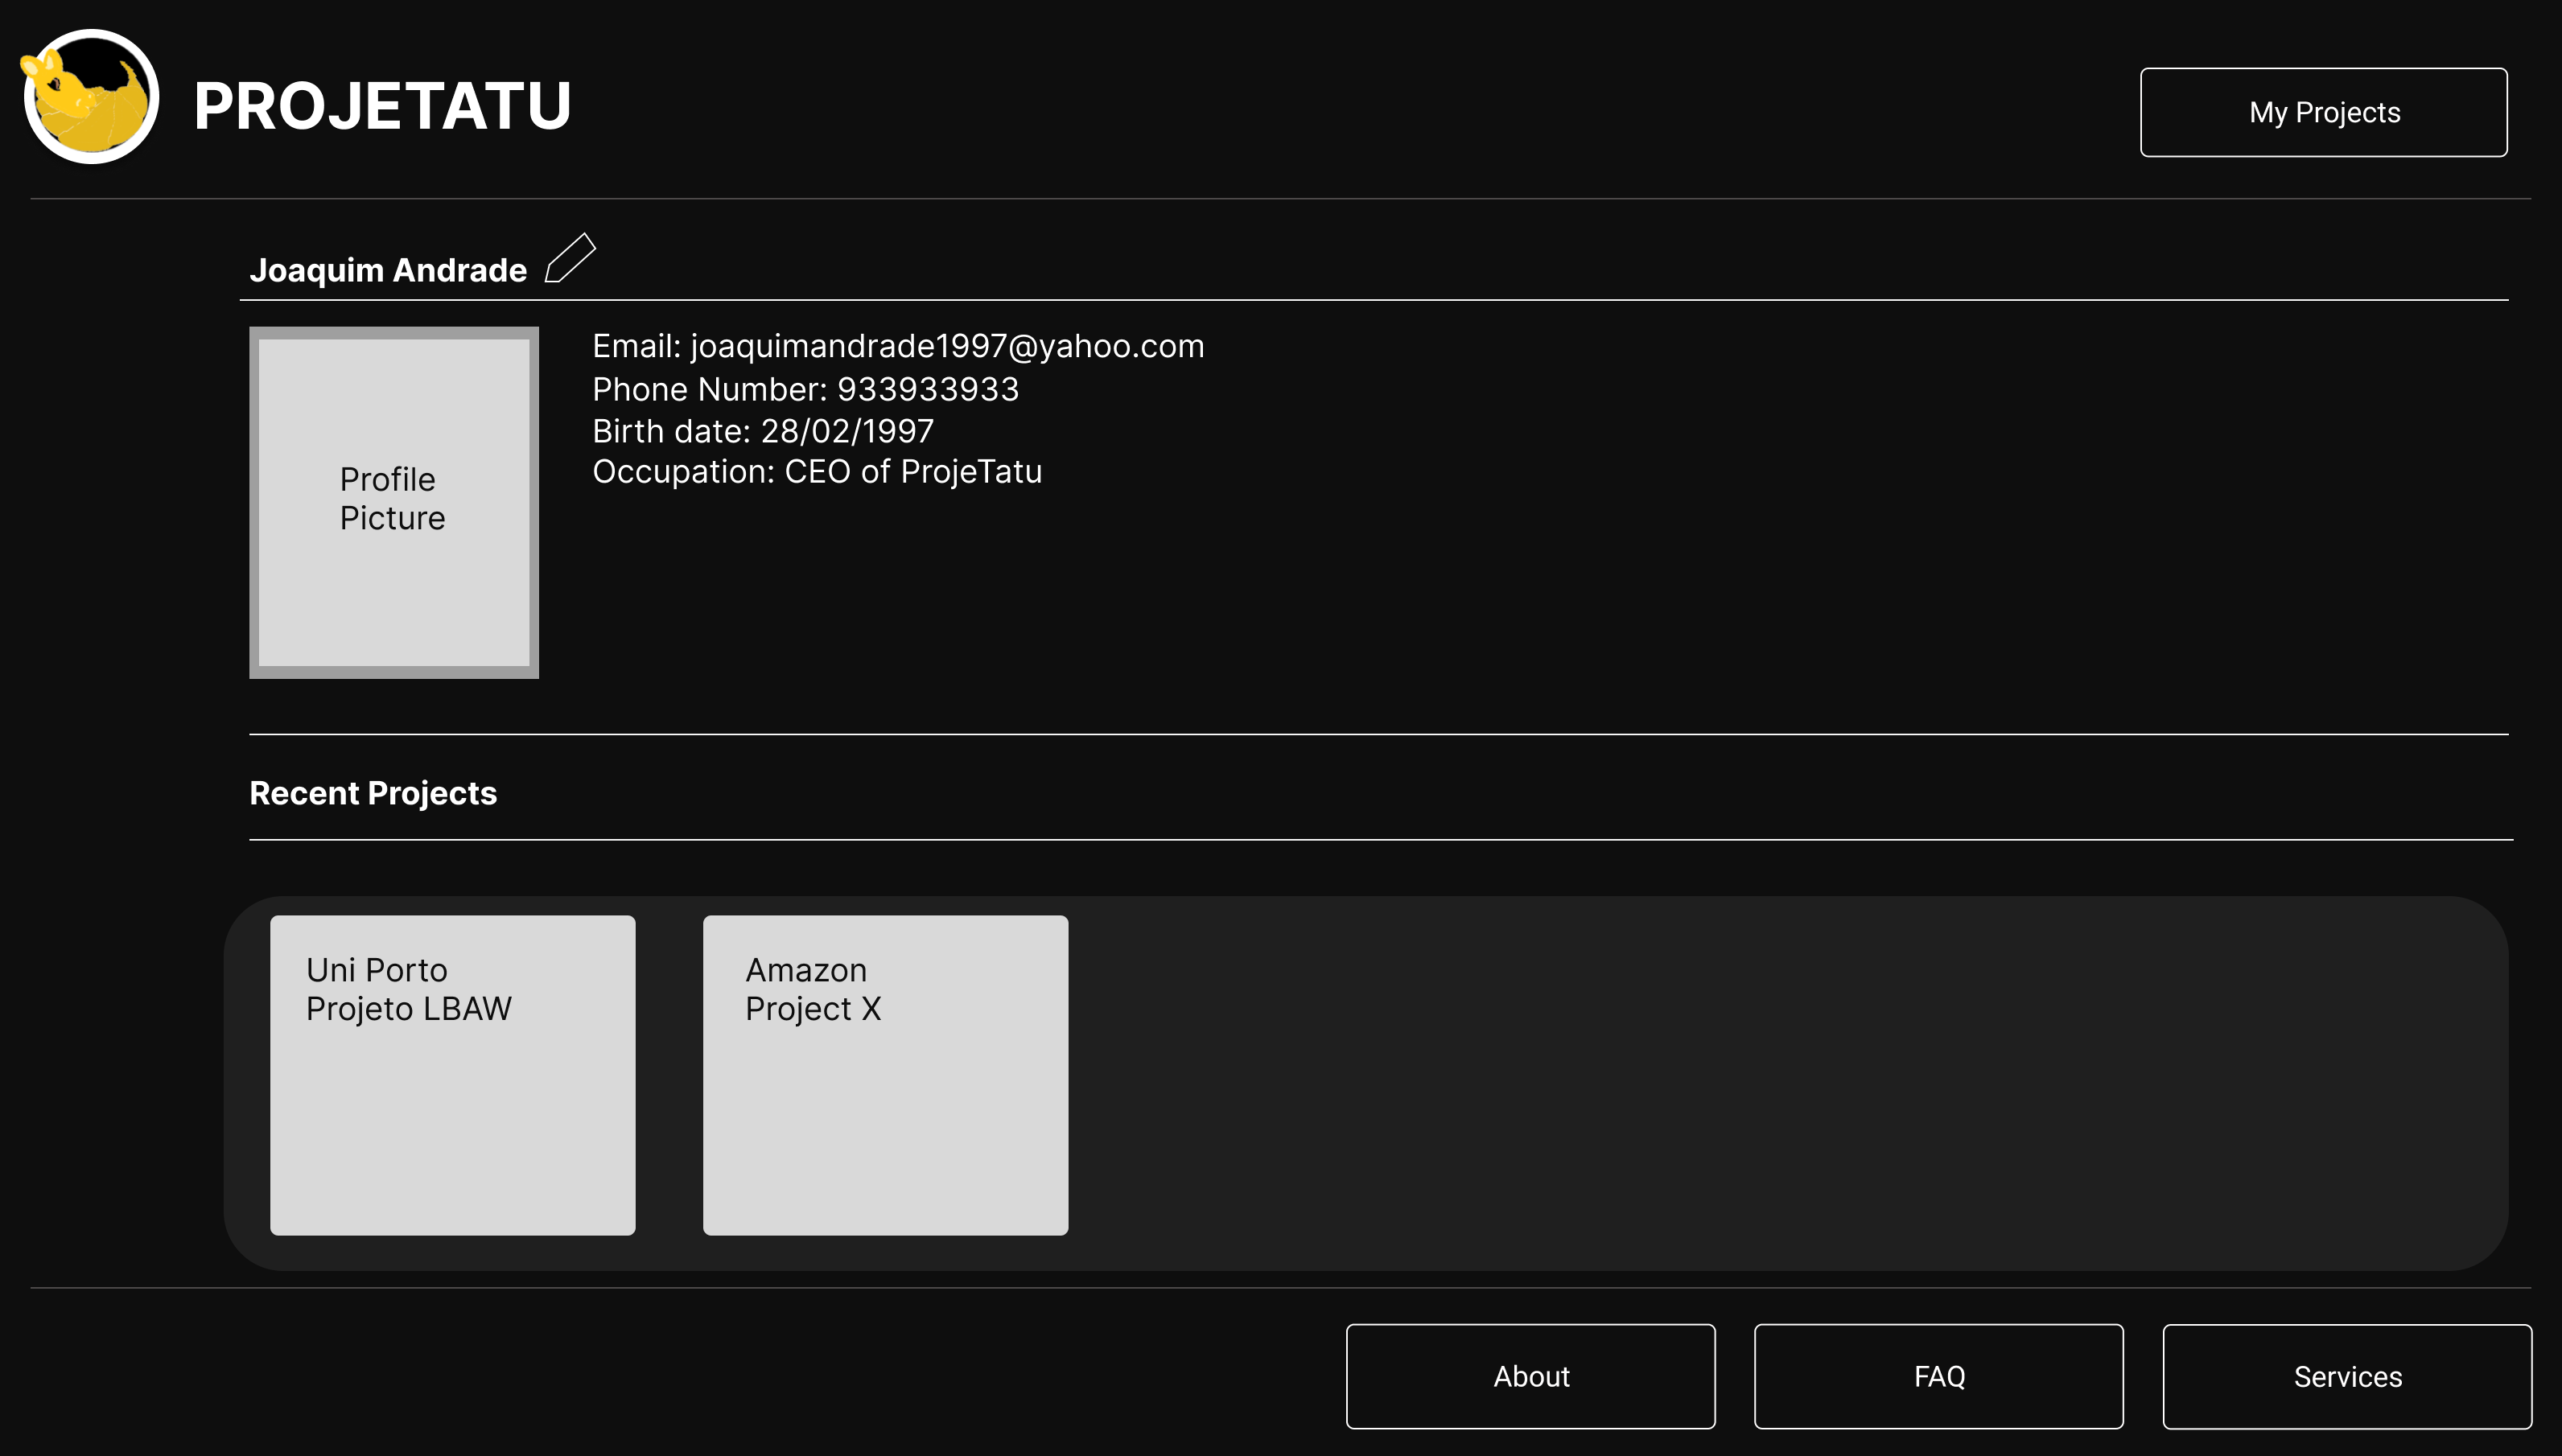 PROJETATU
My Projects
Joaquim Andrade
Email: joaquimandrade1997@yahoo.com
Phone Number: 933933933
Birth date: 28/02/1997
Occupation: CEO of ProjeTatu
Profile
Picture
Recent Projects
Uni Porto
Projeto LBAW
Amazon
Project X
About
FAQ
Services